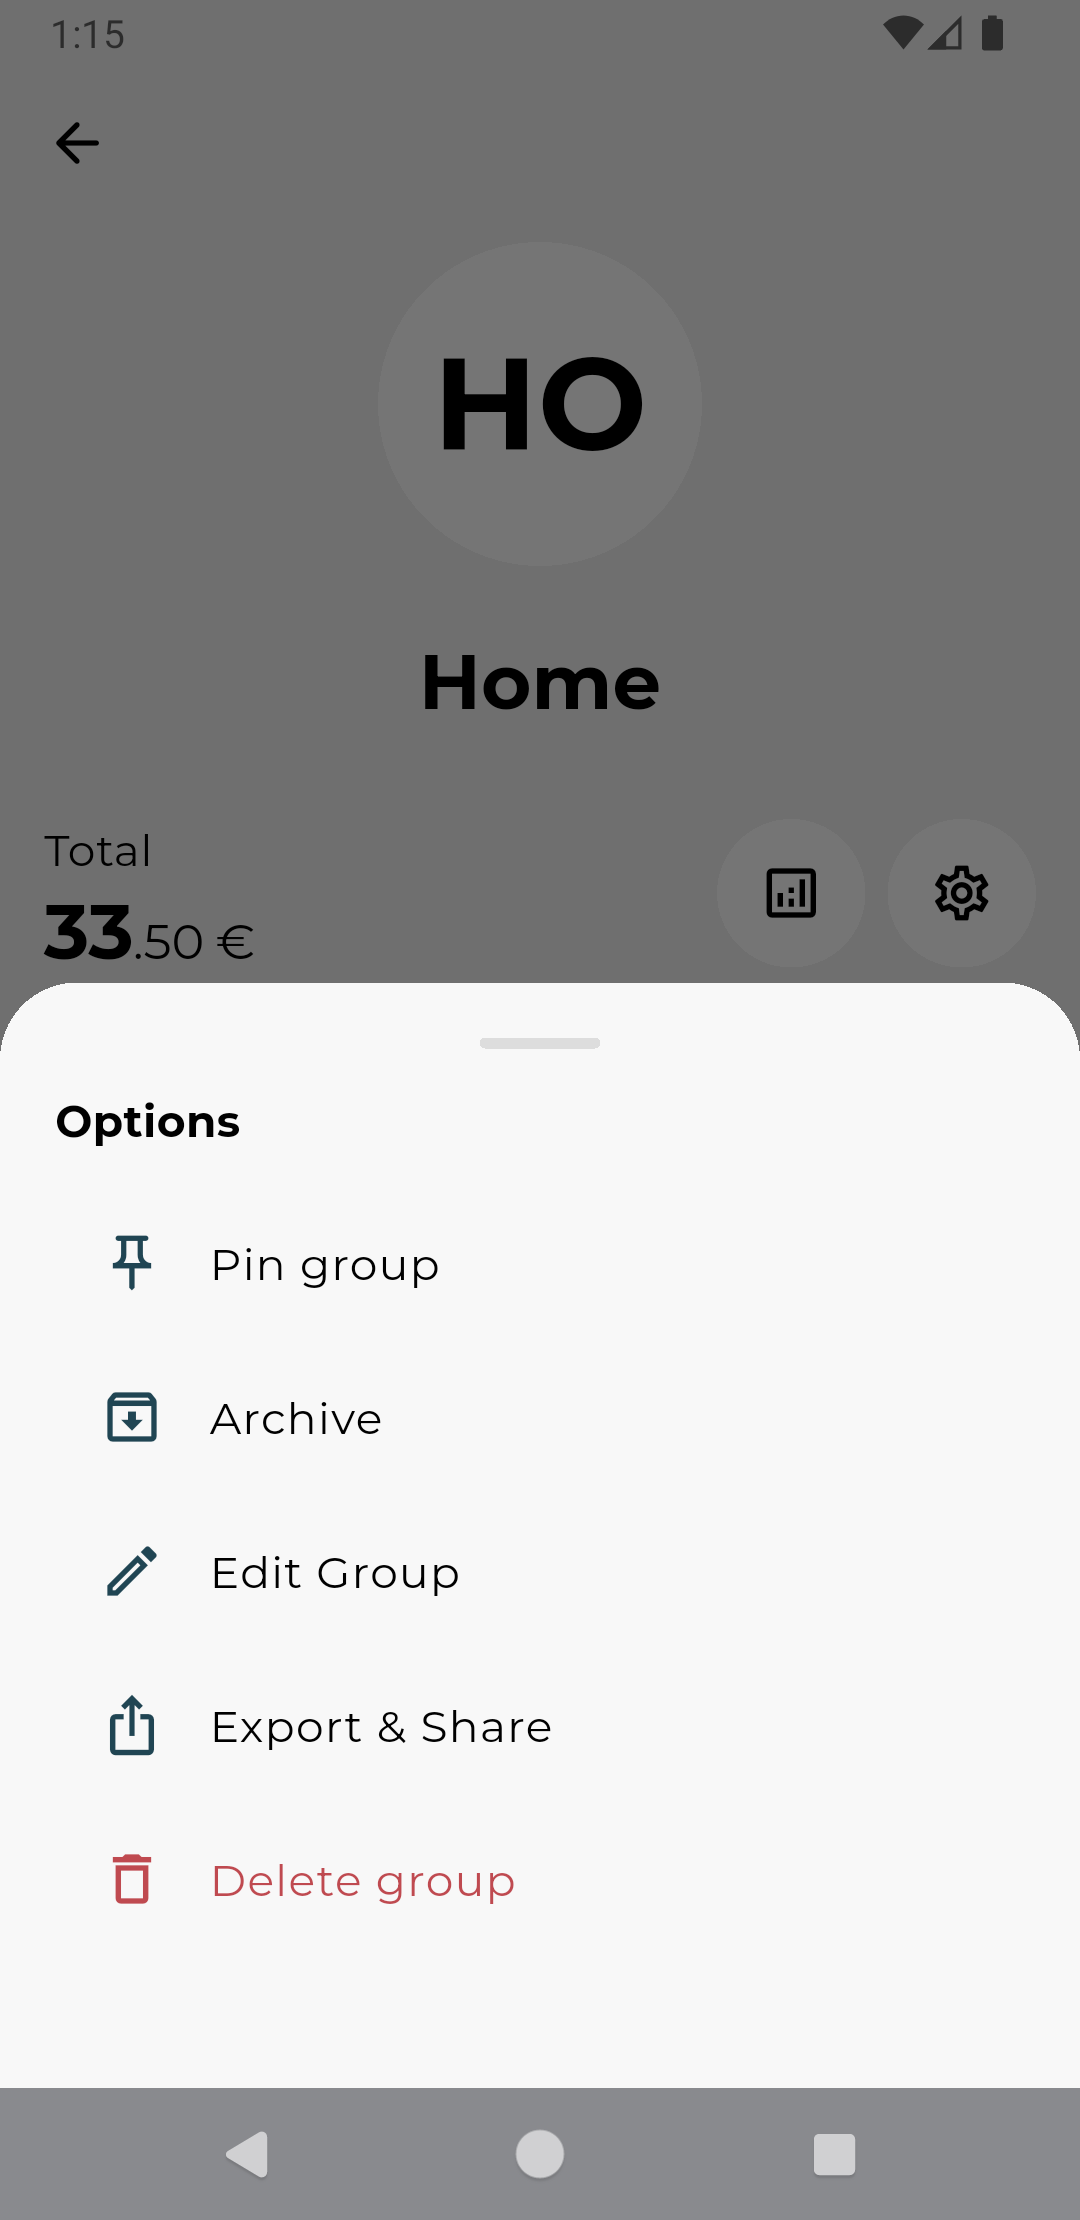 1:15
HO
Home
Total
33.50 €
Options
Pin group
Archive
Edit Group
Export & Share
Delete group